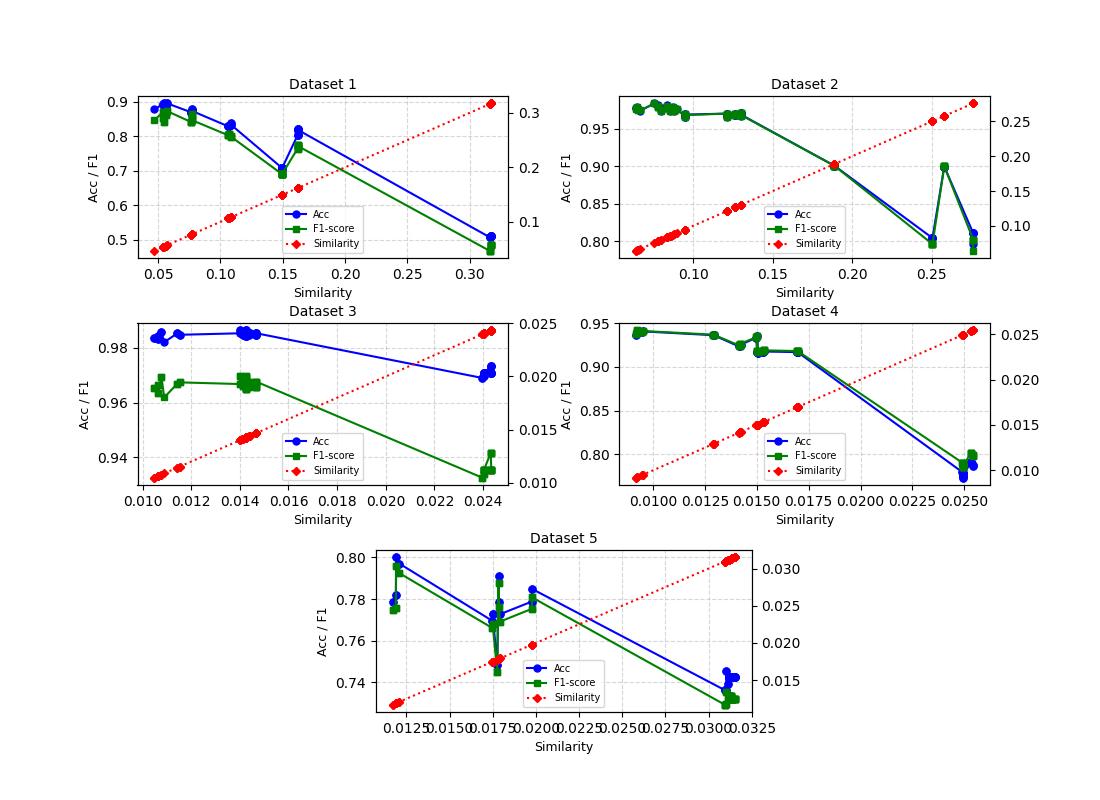 Dataset 1
Acc / F1
0.9
0.8
0.7
0.6
0.5
0.3
0.2
0.1
Acc
F1-score
Similarity
0.05 0.10 0.15 0.20 0.25 0.30
Similarity
Dataset 2
Acc / F1
0.95
0.90
0.85
0.80
0.25
0.20
0.15
0.10
Acc
F1-score
Similarity
0.10 0.15 0.20 0.25
Similarity
Dataset 3
Acc / F1
0.98
0.96
0.94
0.025
0.020
0.015
0.010
Acc
F1-score
Similarity
0.010 0.012 0.014 0.016 0.018 0.020 0.022 0.024
Similarity
Dataset 4
Acc / F1
0.95
0.90
0.85
0.80
0.025
0.020
0.015
0.010
Acc
F1-score
Similarity
0.0100 0.0125 0.0150 0.0175 0.0200 0.0225 0.0250
Similarity
Dataset 5
Acc / F1
0.80
0.78
0.76
0.74
0.030
0.025
0.020
0.015
Acc
F1-score
Similarity
0.0125 0.0150 0.0175 0.0200 0.0225 0.0250 0.0275 0.0300 0.0325
Similarity